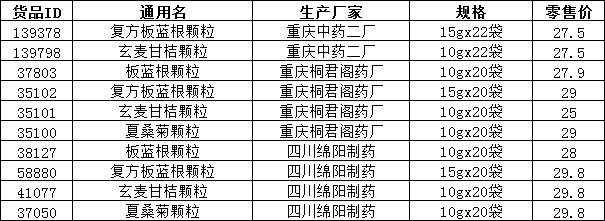 货品ID 通用名 生产厂家 规格 零售价
139378 复方板蓝根颗粒 重庆中药二厂 15gx22袋 27.5
139798 玄麦甘桔颗粒 重庆中药二厂 10gx22袋 27.5
37803 板蓝根颗粒 重庆桐君阁药厂 10gx20袋 27.9
35102 复方板蓝根颗粒 重庆桐君阁药厂 15gx20袋 29
35101 玄麦甘桔颗粒 重庆桐君阁药厂 10gx20袋 25
35100 夏桑菊颗粒 重庆桐君阁药厂 10gx20袋 29
38127 板蓝根颗粒 四川绵阳制药 10gx20袋 28
58880 复方板蓝根颗粒 四川绵阳制药 15gx20袋 29.8
41077 玄麦甘桔颗粒 四川绵阳制药 10gx20袋 29.8
37050 夏桑菊颗粒 四川绵阳制药 10gx20袋 29.8